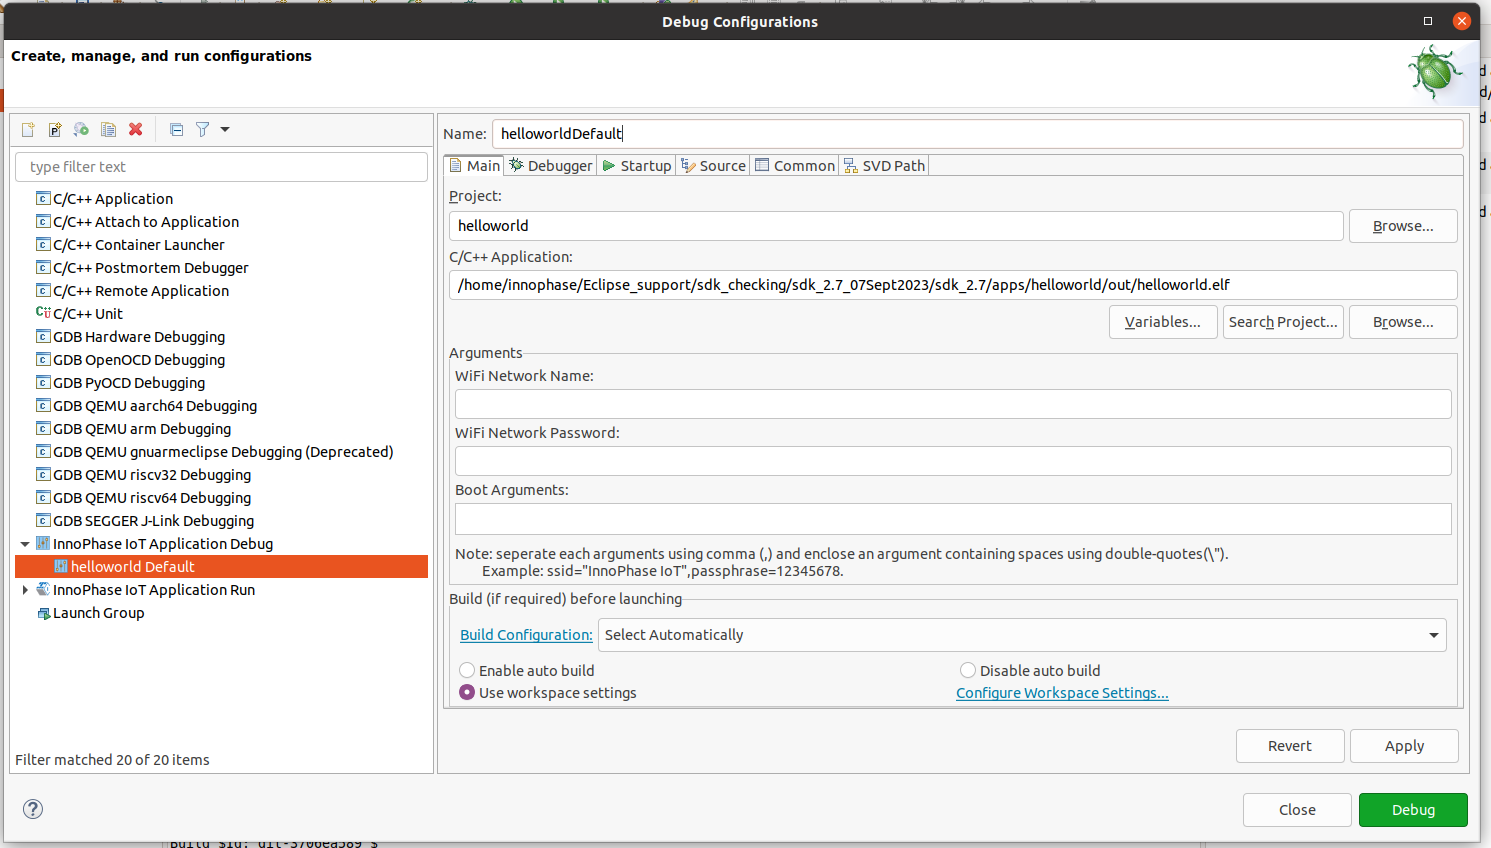 Debug Configurations
Create, manage, and run configurations
type filter text
C/C++ Application
C/C++ Attach to Application
C/C++ Container Launcher
C/C++ Postmortem Debugger
C/C++ Remote Application
C/C++ Unit
GDB Hardware Debugging
GDB OpenOCD Debugging
GDB PyOCD Debugging
GDB QEMU aarch64 Debugging
GDB QEMU arm Debugging
GDB QEMU gnuarmeclipse Debugging (Deprecated)
GDB QEMU riscv32 Debugging
GDB QEMU riscv64 Debugging
GDB SEGGER J-Link Debugging
InnoPhase IoT Application Debug
helloworld Default
InnoPhase IoT Application Run
Launch Group
Filter matched 20 of 20 items
Name: helloworldDefault
Main Debugger Startup Source Common SVD Path
Project:
helloworld Browse...
C/C++ Application:
/home/innophase/Eclipse_support/sdk_checking/sdk_2.7_07Sept2023/sdk_2.7/apps/helloworld/out/helloworld.elf
Variables... Search Project... Browse...
Arguments
WiFi Network Name:
WiFi Network Password:
Boot Arguments:
Note: seperate each arguments using comma (,) and enclose an argument containing spaces using double-quotes(\").
Example: ssid="InnoPhase IoT",passphrase=12345678.
Build (if required) before launching
Build Configuration: Select Automatically
Enable auto build Disable auto build
Use workspace settings Configure Workspace Settings...
Revert Apply
Close Debug